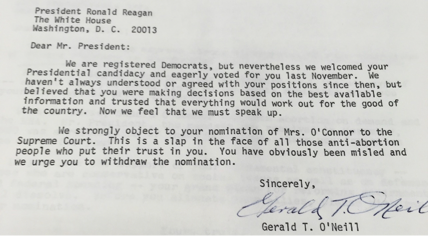 President Ronald Reagan
The White House
Washington, D. C. 20013
Dear Mr. President:
We are registered Democrats, but nevertheless we welcomed your
Presidential candidacy and eagerly voted for you last November. We
haven't always understood or agreed with your positions since then, but
believed that you were making decisions based on the best available
information and trusted that everything would work out for the good of
the country. Now we feel that we must speak up.
We strongly object to your nomination of Mrs. O'Connor to the
Supreme Court. This is a slap in the face of all those anti-abortion
people who put their trust in you. You have obviously been misled and
we urge you to withdraw the nomination.
Sincerely,
Gerald T. O'Neill
Gerald T. O'Neill